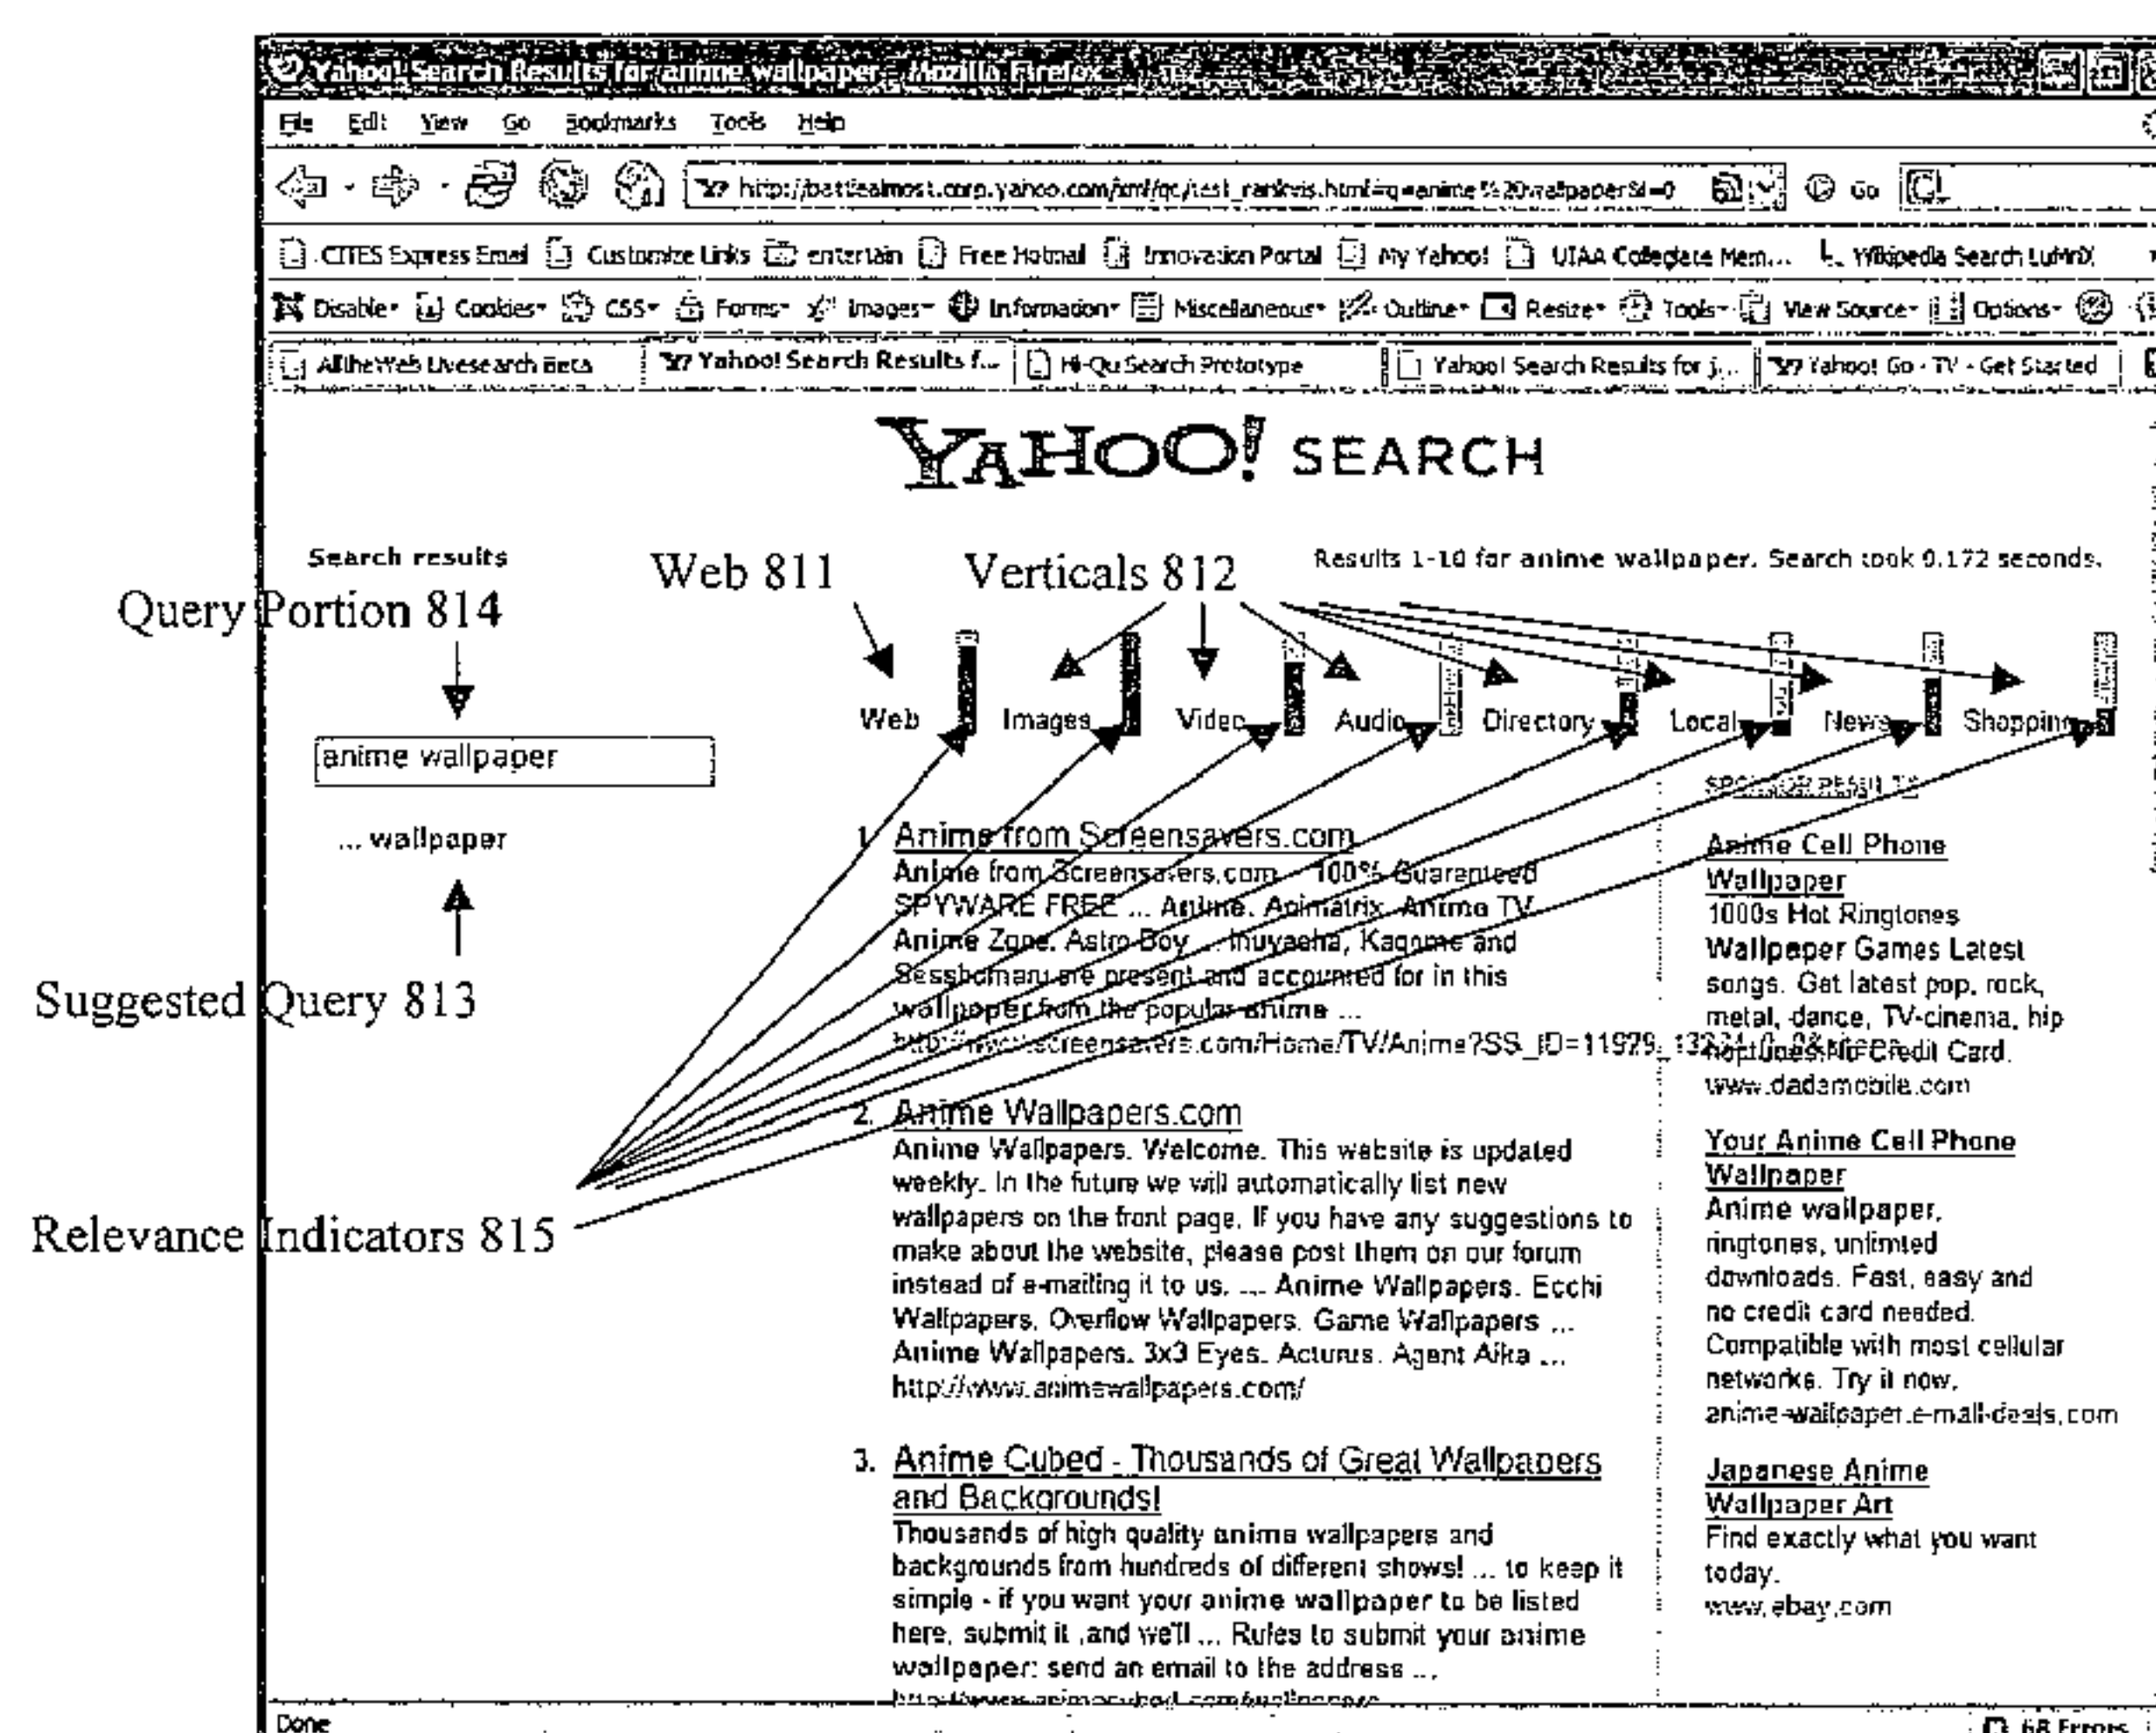 Yahoo! Search Results for anime wallpaper - Mozilla Firefox
File Edit View Go Bookmarks Tools Help
Go
CITES Express Email Customize Links entertain Free Hotmail Innovation Portal My Yahoo! UIAA Collegiate Mem... Wikipedia Search LuMriX
Disable Cookies CSS Forms Images Information Miscellaneous Outline Resize Tools View Source Options
AlltheWeb Livesearch Beta Yahoo! Search Results f... Hi-Qu Search Prototype Yahoo! Search Results for j... Yahoo! Go - TV - Get Started
YAHOO! SEARCH
Search results
Web 811
Verticals 812
Results 1-10 for anime wallpaper. Search took 0.172 seconds.
Query Portion 814
Web Images Video Audio Directory Local News Shopping
anime wallpaper
... wallpaper
Suggested Query 813
Relevance Indicators 815
1. Anime from Screensavers.com
Anime from Screensavers.com ... 100% Guaranteed
SPYWARE FREE ... Anime. Animatrix. Anime TV.
Anime Zone. Astro Boy ... Inuyasha, Kagome and
Sesshomaru are present and accounted for in this
wallpaper from the popular anime ...
2. Anime Wallpapers.com
Anime Wallpapers. Welcome. This website is updated
weekly. In the future we will automatically list new
wallpapers on the front page. If you have any suggestions to
make about the website, please post them on our forum
instead of e-mailing it to us. ... Anime Wallpapers. Ecchi
Wallpapers. Overflow Wallpapers. Game Wallpapers ...
Anime Wallpapers. 3x3 Eyes. Acturus. Agent Aika ...
http://www.animewallpapers.com/
3. Anime Cubed - Thousands of Great Wallpapers
and Backgrounds!
Thousands of high quality anime wallpapers and
backgrounds from hundreds of different shows! ... to keep it
simple - if you want your anime wallpaper to be listed
here, submit it ,and we'll ... Rules to submit your anime
wallpaper: send an email to the address ...
SPONSOR RESULTS
Anime Cell Phone
Wallpaper
1000s Hot Ringtones
Wallpaper Games Latest
songs. Get latest pop, rock,
metal, dance, TV-cinema, hip
hop tunes. No Credit Card.
www.dadamobile.com
Your Anime Cell Phone
Wallpaper
Anime wallpaper,
ringtones, unlimted
downloads. Fast, easy and
no credit card needed.
Compatible with most cellular
networks. Try it now.
anime-wallpaper.e-mall-deals.com
Japanese Anime
Wallpaper Art
Find exactly what you want
today.
www.ebay.com
Done
68 Errors